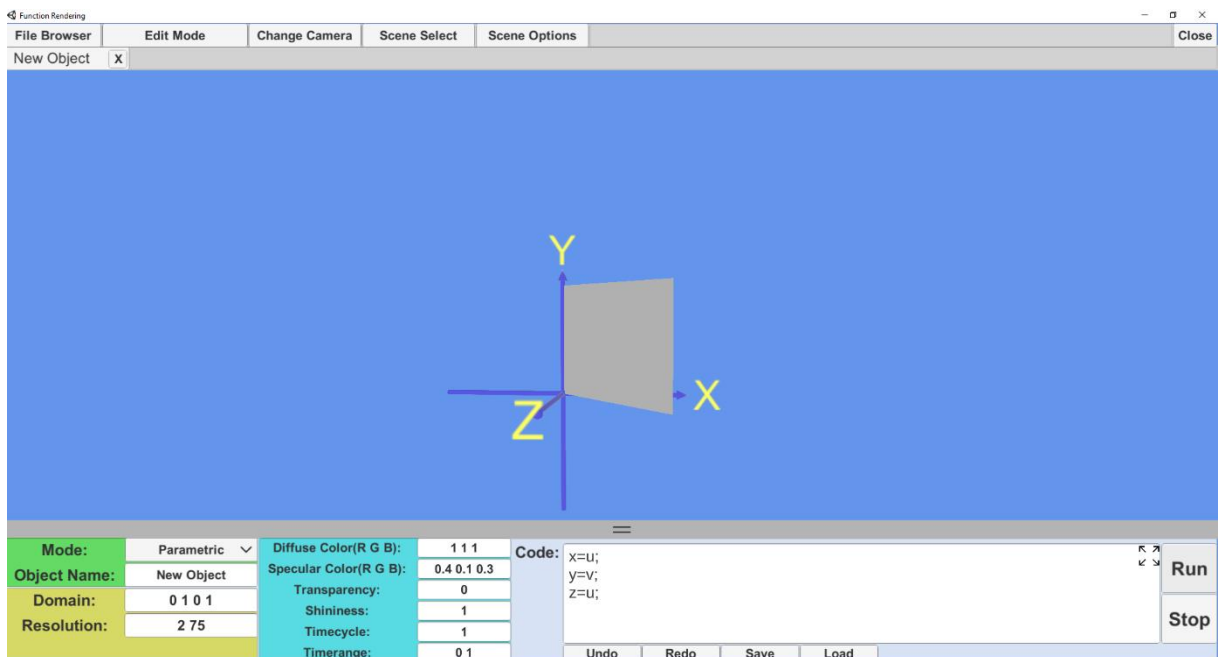 Function Rendering
File Browser Edit Mode Change Camera Scene Select Scene Options Close
New Object X
Y
X
Z
Mode: Parametric
Object Name: New Object
Domain: 0 1 0 1
Resolution: 2 75
Diffuse Color(R G B): 1 1 1
Specular Color(R G B): 0.4 0.1 0.3
Transparency: 0
Shininess: 1
Timecycle: 1
Timerange: 0 1
Code:
x=u;
y=v;
z=u;
Run
Stop
Undo Redo Save Load